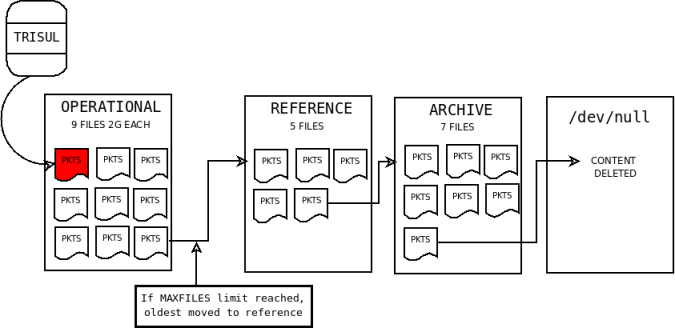 TRISUL
OPERATIONAL
9 FILES 2G EACH
PKTS PKTS PKTS
PKTS PKTS PKTS
PKTS PKTS PKTS
If MAXFILES limit reached,
oldest moved to reference
REFERENCE
5 FILES
PKTS PKTS PKTS
PKTS PKTS
ARCHIVE
7 FILES
PKTS PKTS PKTS
PKTS PKTS PKTS
PKTS
/dev/null
CONTENT
DELETED